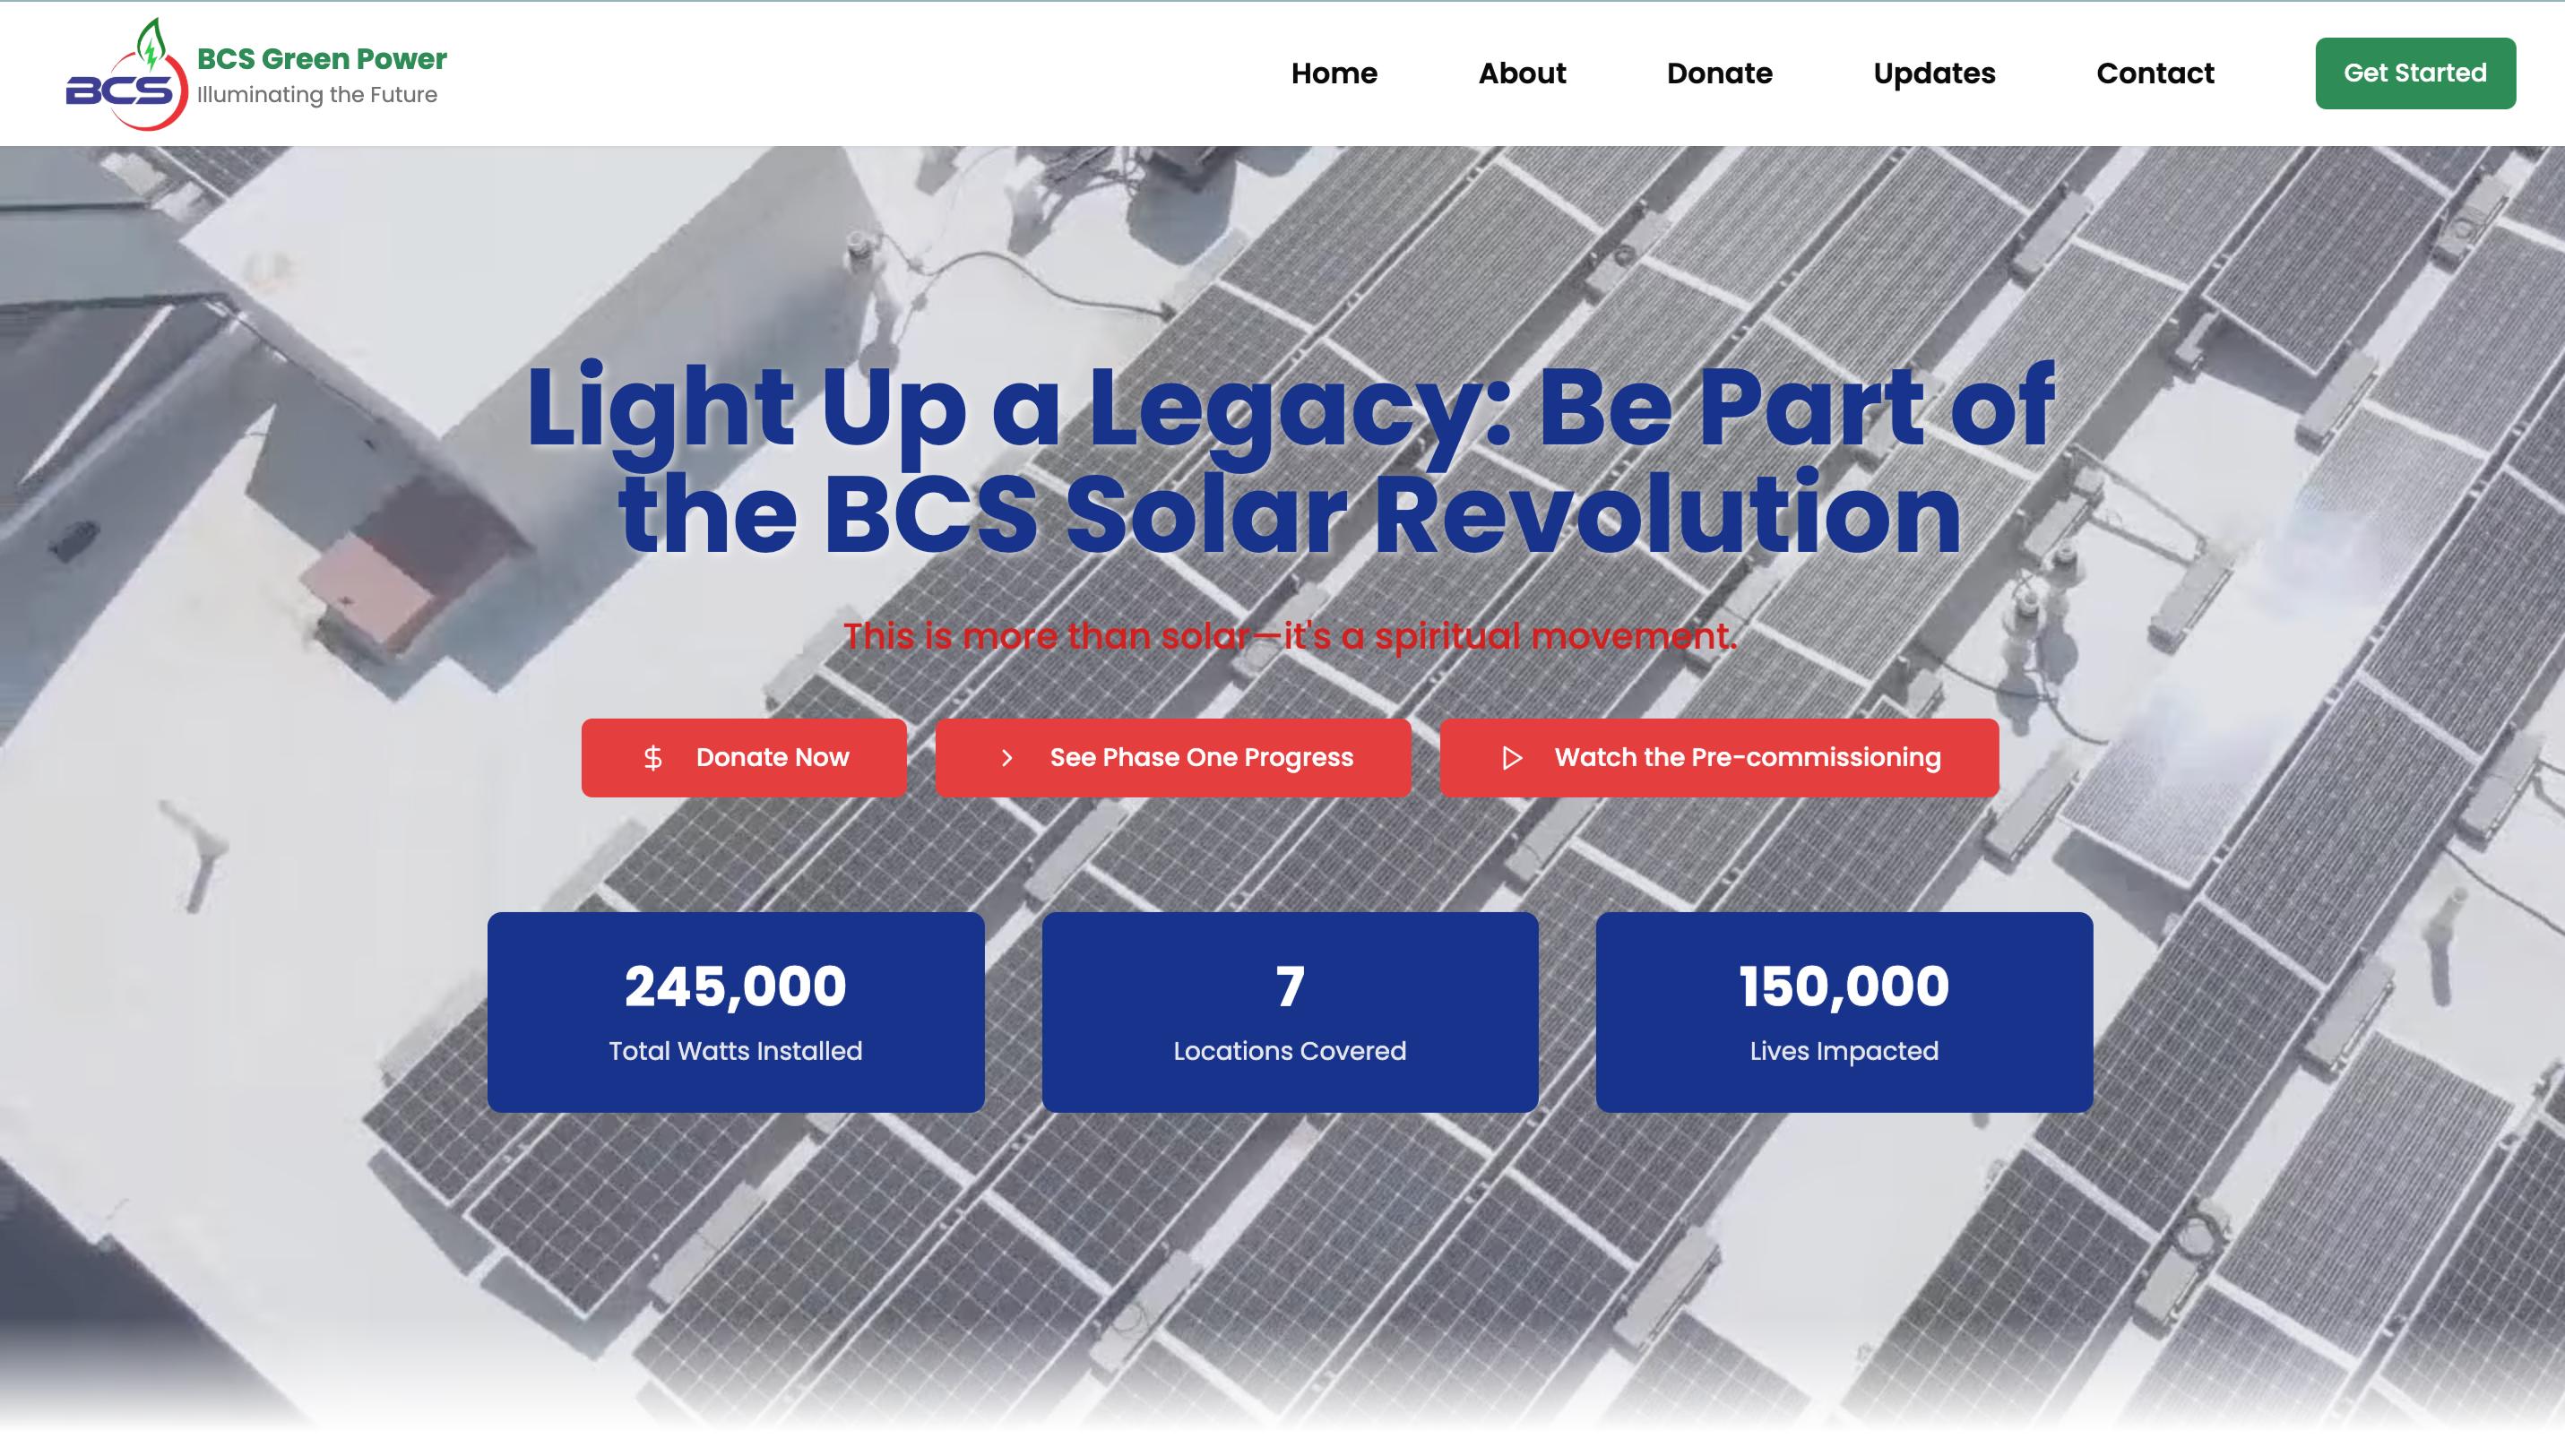 BCS
BCS Green Power
Illuminating the Future
Home
About
Donate
Updates
Contact
Get Started
Light Up a Legacy: Be Part of
the BCS Solar Revolution
This is more than solar—it's a spiritual movement.
$ Donate Now
See Phase One Progress
Watch the Pre-commissioning
245,000
Total Watts Installed
7
Locations Covered
150,000
Lives Impacted